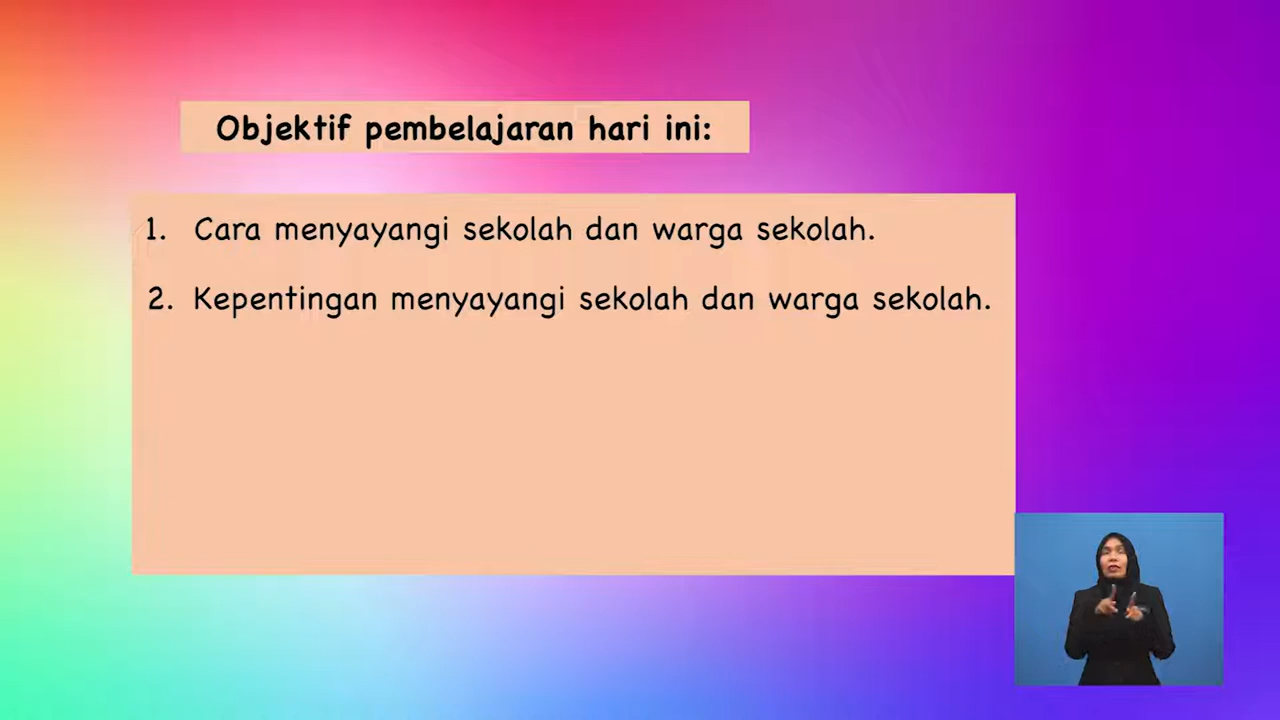 Objektif pembelajaran hari ini:
1. Cara menyayangi sekolah dan warga sekolah.
2. Kepentingan menyayangi sekolah dan warga sekolah.